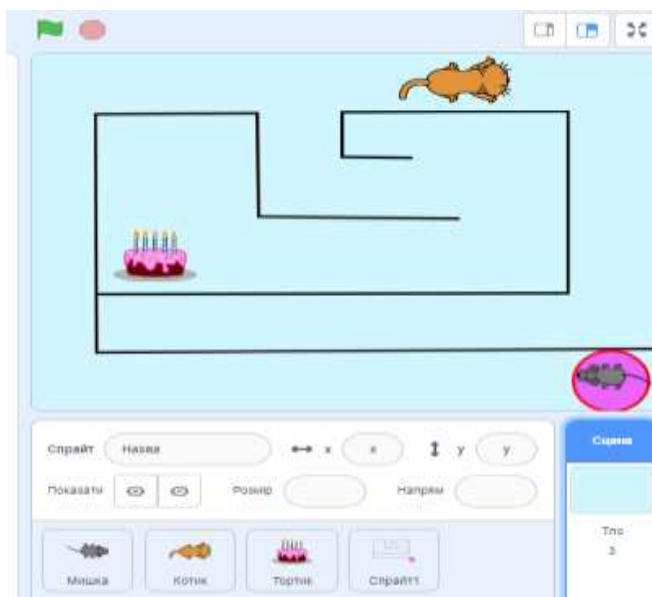 Спрайт Назва x x y y
Показати Розмір Напрям
Мишка Котик Тортик Спрайт1
Сцена
Тло
3